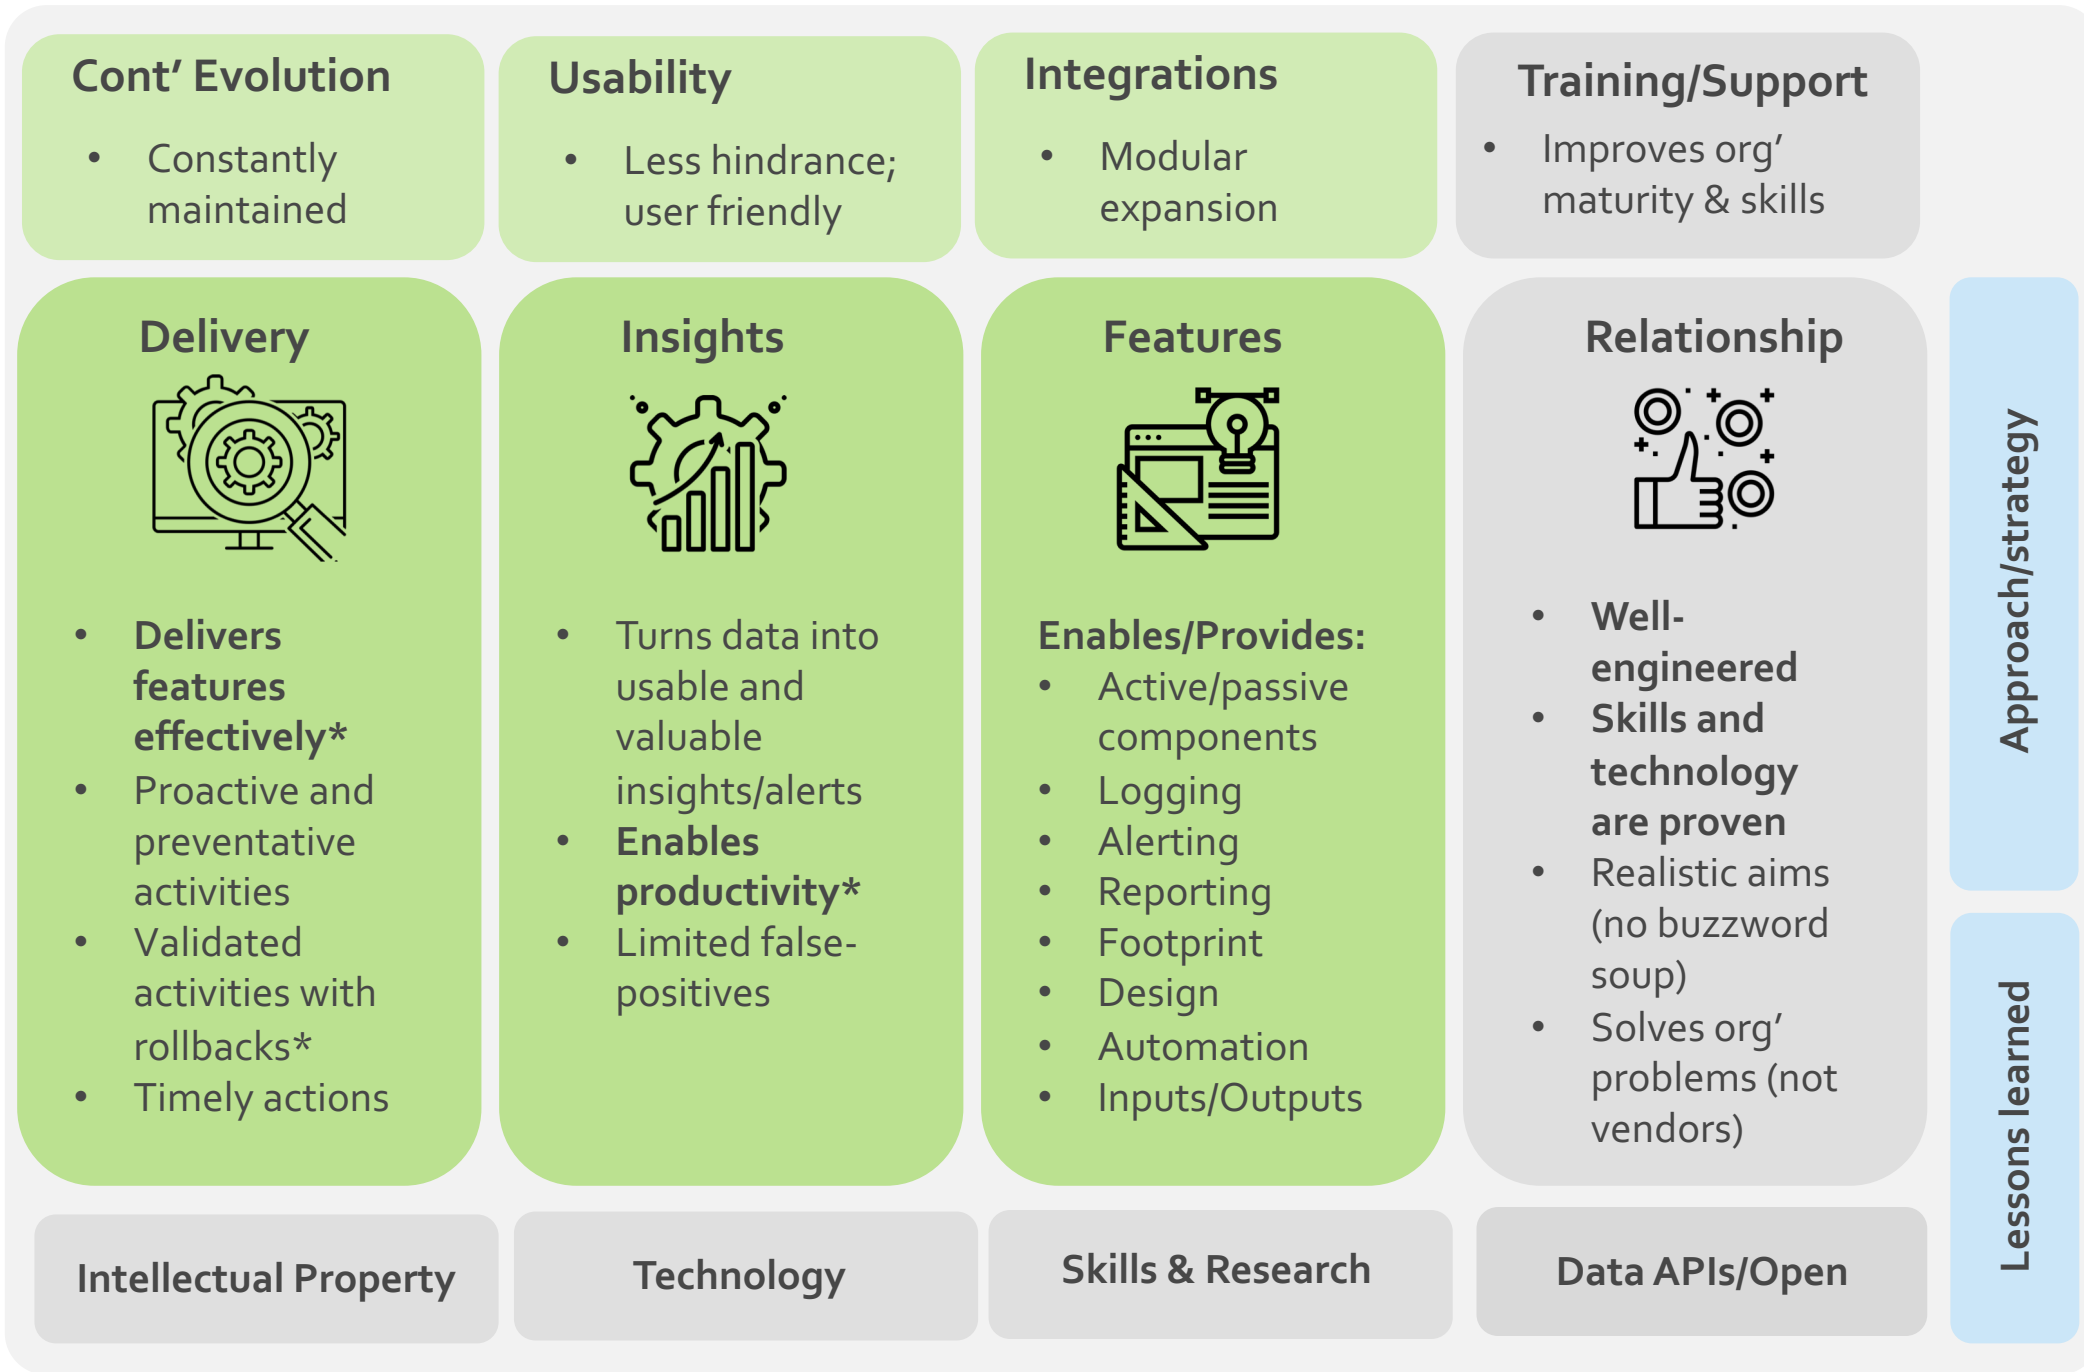 Cont’ Evolution
• Constantly
maintained
Usability
• Less hindrance;
user friendly
Integrations
• Modular
expansion
Training/Support
• Improves org’
maturity & skills
Delivery
• Delivers
features
effectively*
• Proactive and
preventative
activities
• Validated
activities with
rollbacks*
• Timely actions
Insights
• Turns data into
usable and
valuable
insights/alerts
• Enables
productivity*
• Limited false-
positives
Features
Enables/Provides:
• Active/passive
components
• Logging
• Alerting
• Reporting
• Footprint
• Design
• Automation
• Inputs/Outputs
Relationship
• Well-
engineered
• Skills and
technology
are proven
• Realistic aims
(no buzzword
soup)
• Solves org’
problems (not
vendors)
Approach/strategy
Lessons learned
Intellectual Property
Technology
Skills & Research
Data APIs/Open